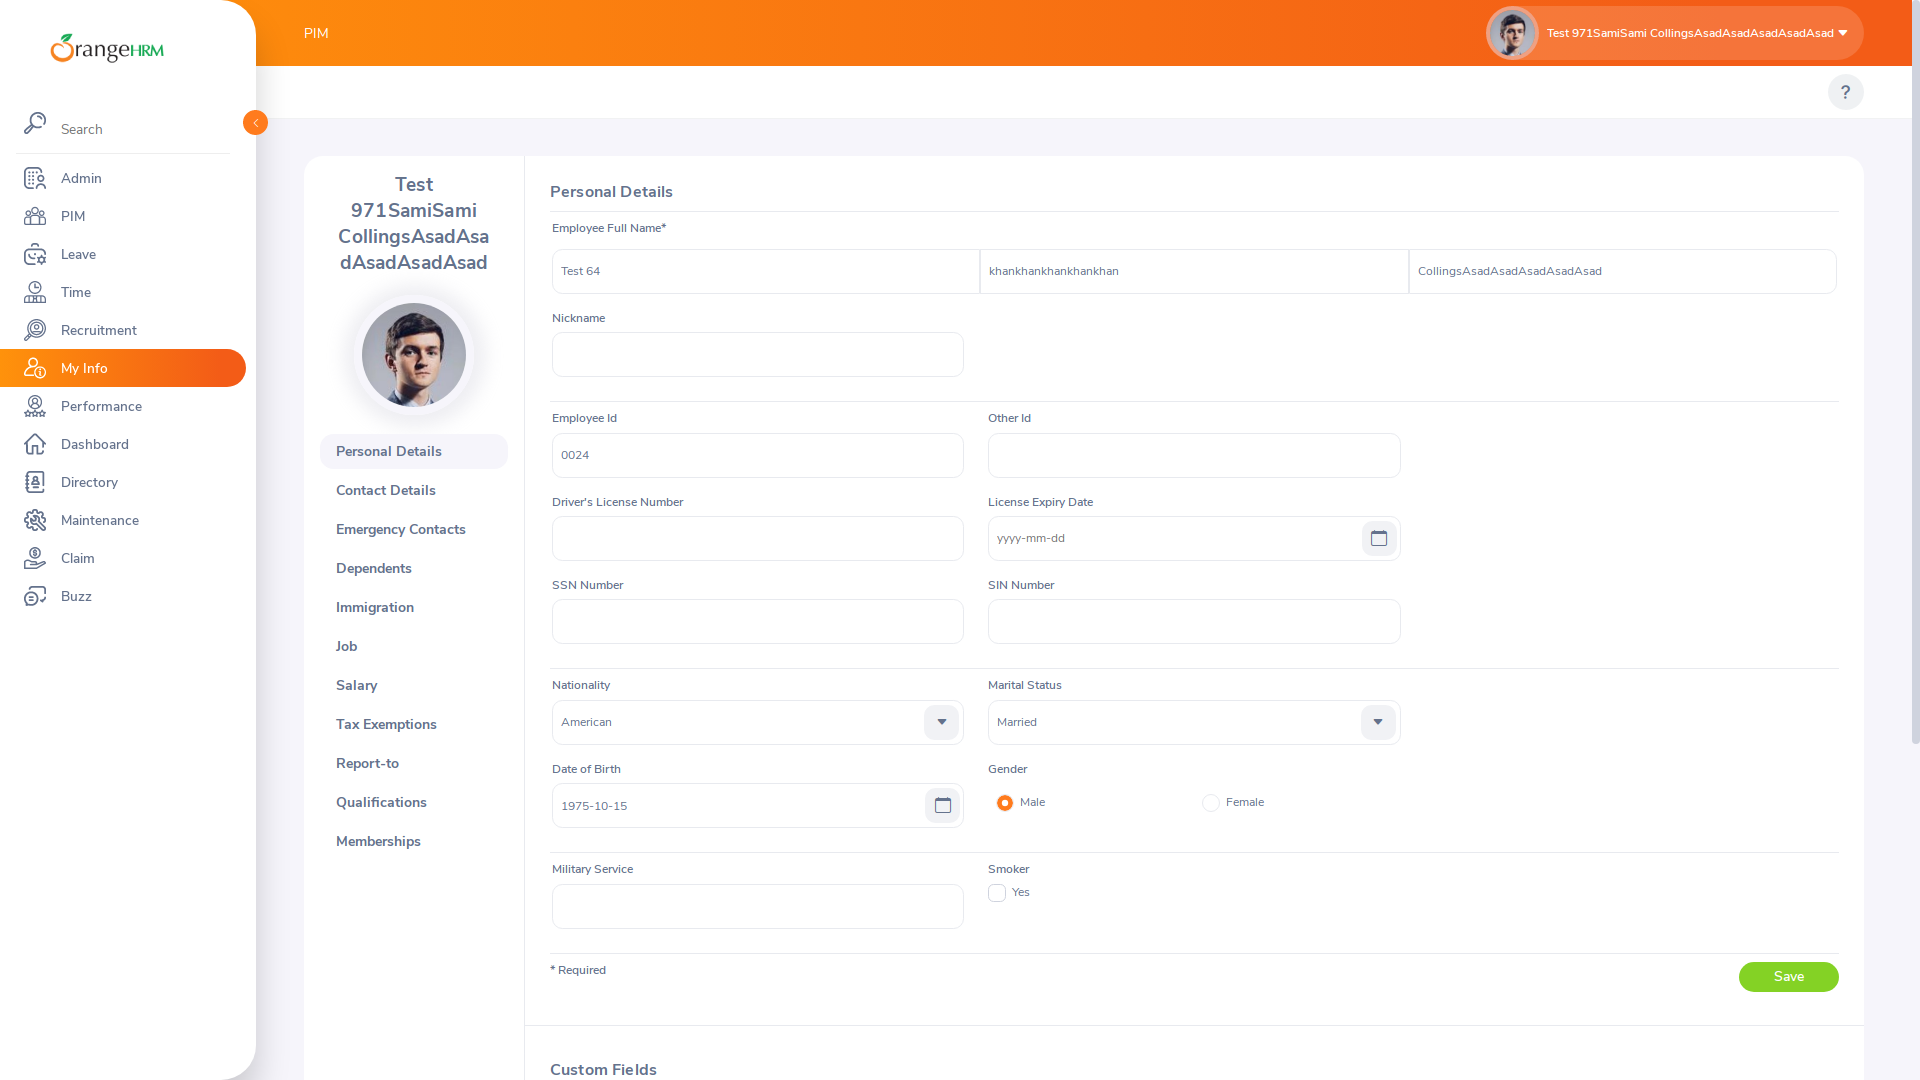 OrangeHRM
PIM
Test 971SamiSami CollingsAsadAsadAsadAsadAsad
?
Search
Admin
PIM
Leave
Time
Recruitment
My Info
Performance
Dashboard
Directory
Maintenance
Claim
Buzz
Test
971SamiSami
CollingsAsadAsa
dAsadAsadAsad
Personal Details
Contact Details
Emergency Contacts
Dependents
Immigration
Job
Salary
Tax Exemptions
Report-to
Qualifications
Memberships
Personal Details
Employee Full Name*
Test 64 khankhankhankhankhan CollingsAsadAsadAsadAsadAsad
Nickname
Employee Id Other Id
0024
Driver's License Number License Expiry Date
yyyy-mm-dd
SSN Number SIN Number
Nationality Marital Status
American Married
Date of Birth Gender
1975-10-15 Male Female
Military Service Smoker
Yes
* Required
Save
Custom Fields